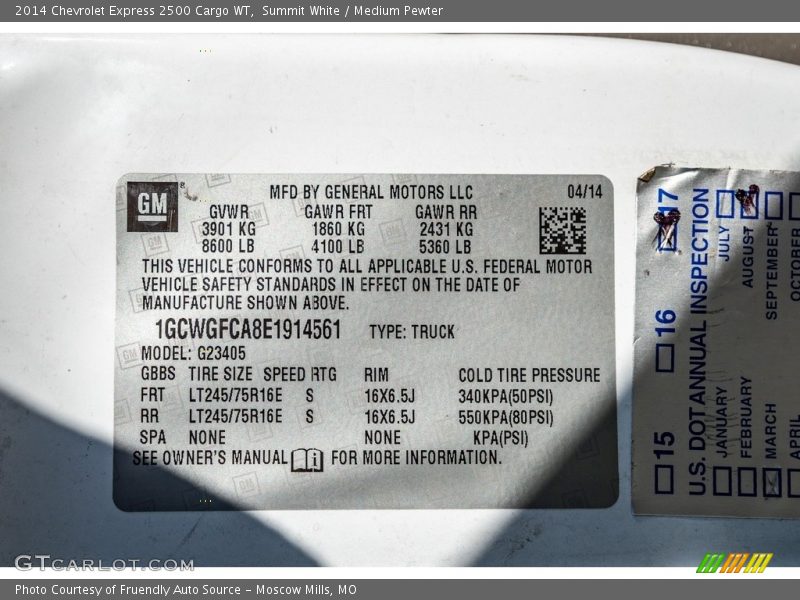 2014 Chevrolet Express 2500 Cargo WT, Summit White / Medium Pewter
GM
MFD BY GENERAL MOTORS LLC 04/14
GVWR GAWR FRT GAWR RR
3901 KG 1860 KG 2431 KG
8600 LB 4100 LB 5360 LB
THIS VEHICLE CONFORMS TO ALL APPLICABLE U.S. FEDERAL MOTOR
VEHICLE SAFETY STANDARDS IN EFFECT ON THE DATE OF
MANUFACTURE SHOWN ABOVE.
1GCWGFCA8E1914561 TYPE: TRUCK
MODEL: G23405
GBBS TIRE SIZE SPEED RTG RIM COLD TIRE PRESSURE
FRT LT245/75R16E S 16X6.5J 340KPA(50PSI)
RR LT245/75R16E S 16X6.5J 550KPA(80PSI)
SPA NONE NONE KPA(PSI)
SEE OWNER'S MANUAL FOR MORE INFORMATION.
15 16 17
U.S. DOT ANNUAL INSPECTION
JANUARY JULY
FEBRUARY AUGUST
MARCH SEPTEMBER
APRIL OCTOBER
GTCARLOT.COM
Photo Courtesy of Fruendly Auto Source - Moscow Mills, MO